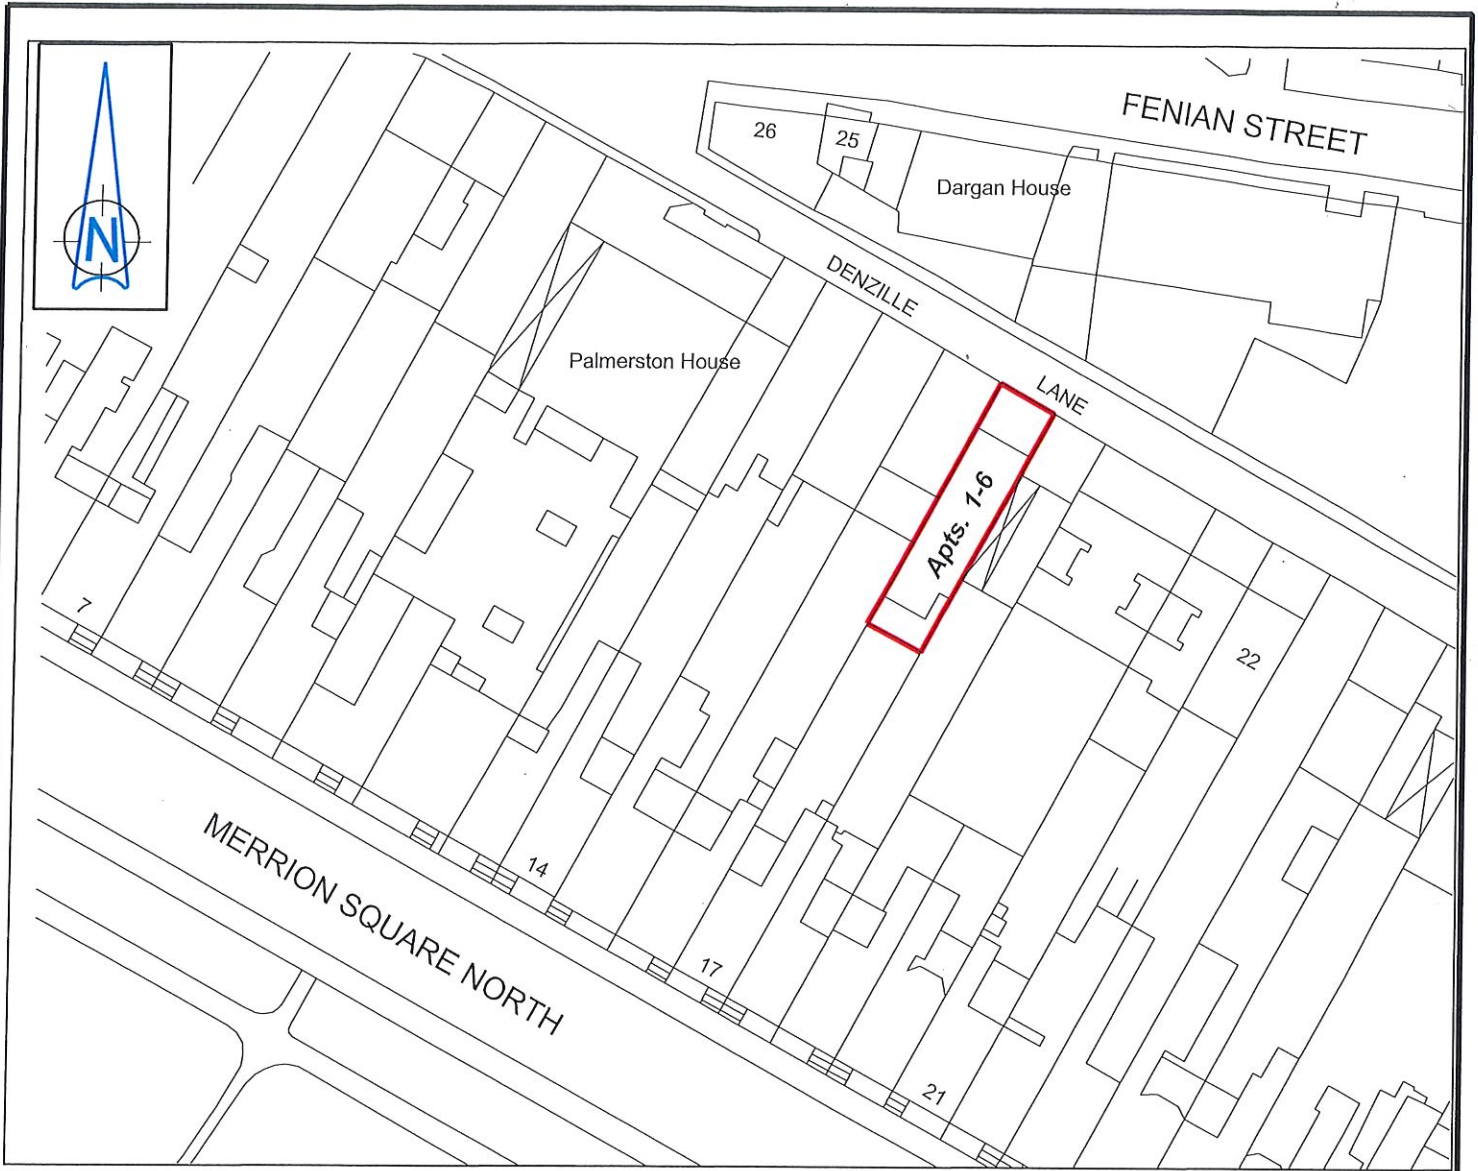 N
FENIAN STREET
26
25
Dargan House
DENZILLE
LANE
Palmerston House
Apts. 1-6
7
22
14
MERRION SQUARE NORTH
17
21